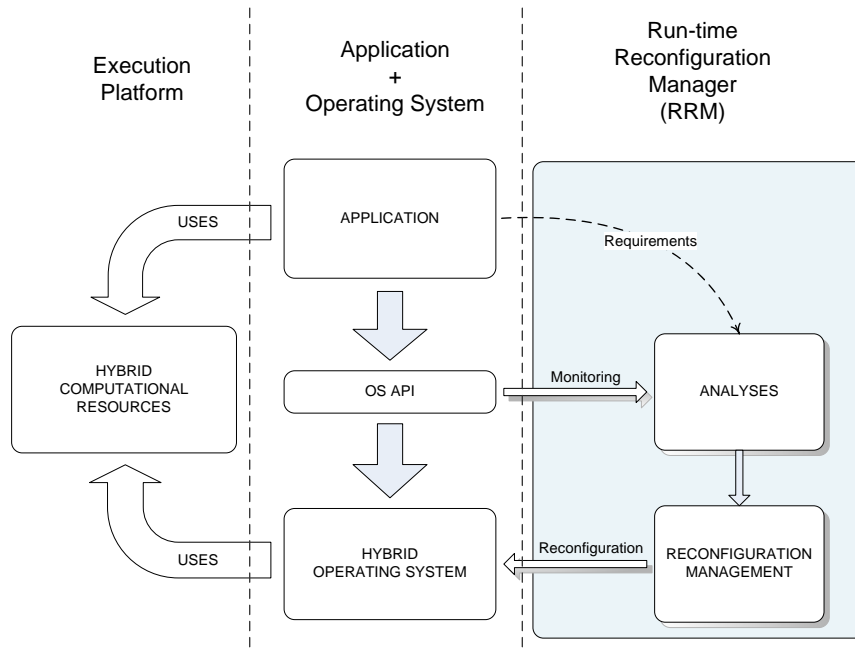 Execution
Platform
Application
+
Operating System
Run-time
Reconfiguration
Manager
(RRM)
USES
APPLICATION
Requirements
HYBRID
COMPUTATIONAL
RESOURCES
OS API
Monitoring
ANALYSES
USES
HYBRID
OPERATING SYSTEM
Reconfiguration
RECONFIGURATION
MANAGEMENT